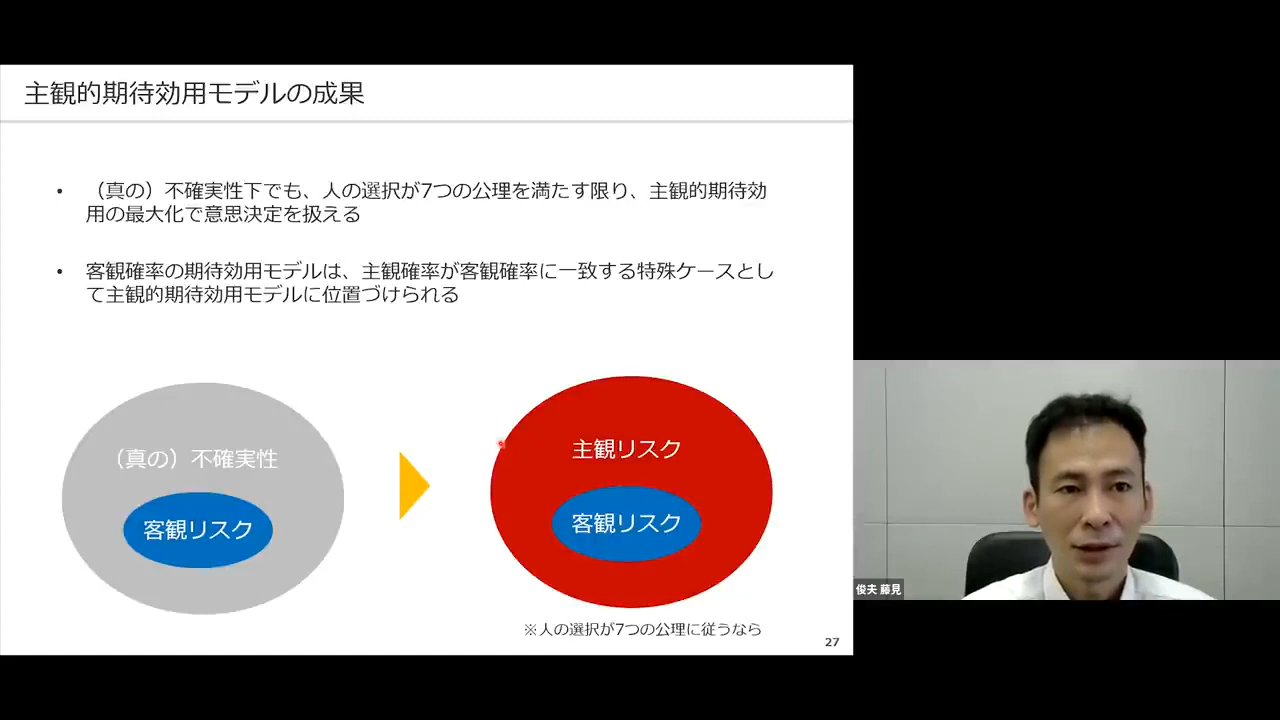 主観的期待効用モデルの成果
• （真の）不確実性下でも、人の選択が7つの公理を満たす限り、主観的期待効
用の最大化で意思決定を扱える
• 客観確率の期待効用モデルは、主観確率が客観確率に一致する特殊ケースとし
て主観的期待効用モデルに位置づけられる
（真の）不確実性
客観リスク
主観リスク
客観リスク
※人の選択が7つの公理に従うなら
27
俊夫 藤見